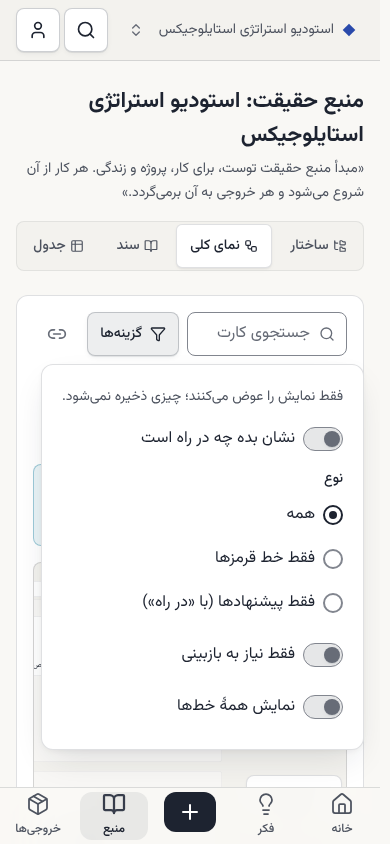 استودیو استراتژی استایلوجیکس
منبع حقیقت: استودیو استراتژی
استایلوجیکس
«مبدأ منبع حقیقت توست، برای کار، پروژه و زندگی. هر کار از آن
شروع می‌شود و هر خروجی به آن برمی‌گردد.»
ساختار
نمای کلی
سند
جدول
جستجوی کارت
گزینه‌ها
فقط نمایش را عوض می‌کنند؛ چیزی ذخیره نمی‌شود.
نشان بده چه در راه است
نوع
همه
فقط خط قرمزها
فقط پیشنهادها (با «در راه»)
فقط نیاز به بازبینی
نمایش همهٔ خط‌ها
خانه
فکر
منبع
خروجی‌ها